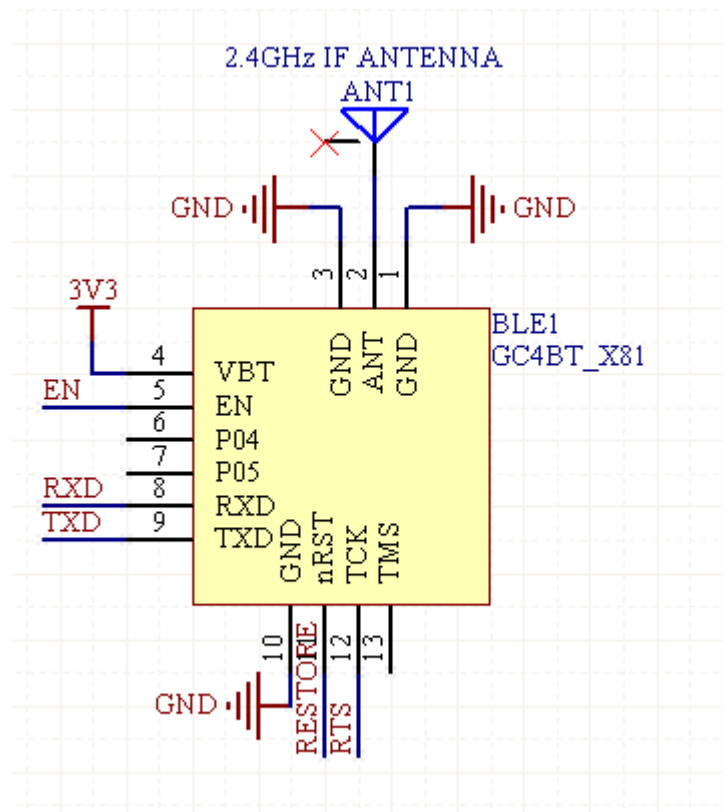 2.4GHz IF ANTENNA
ANT1
GND
GND
3
2
1
3V3
BLE1
GC4BT_X81
4
VBT
GND
ANT
GND
EN
5
EN
6
P04
7
P05
RXD
8
RXD
TXD
9
TXD
GND
nRST
TCK
TMS
10
12
13
RESTORE
RTS
GND